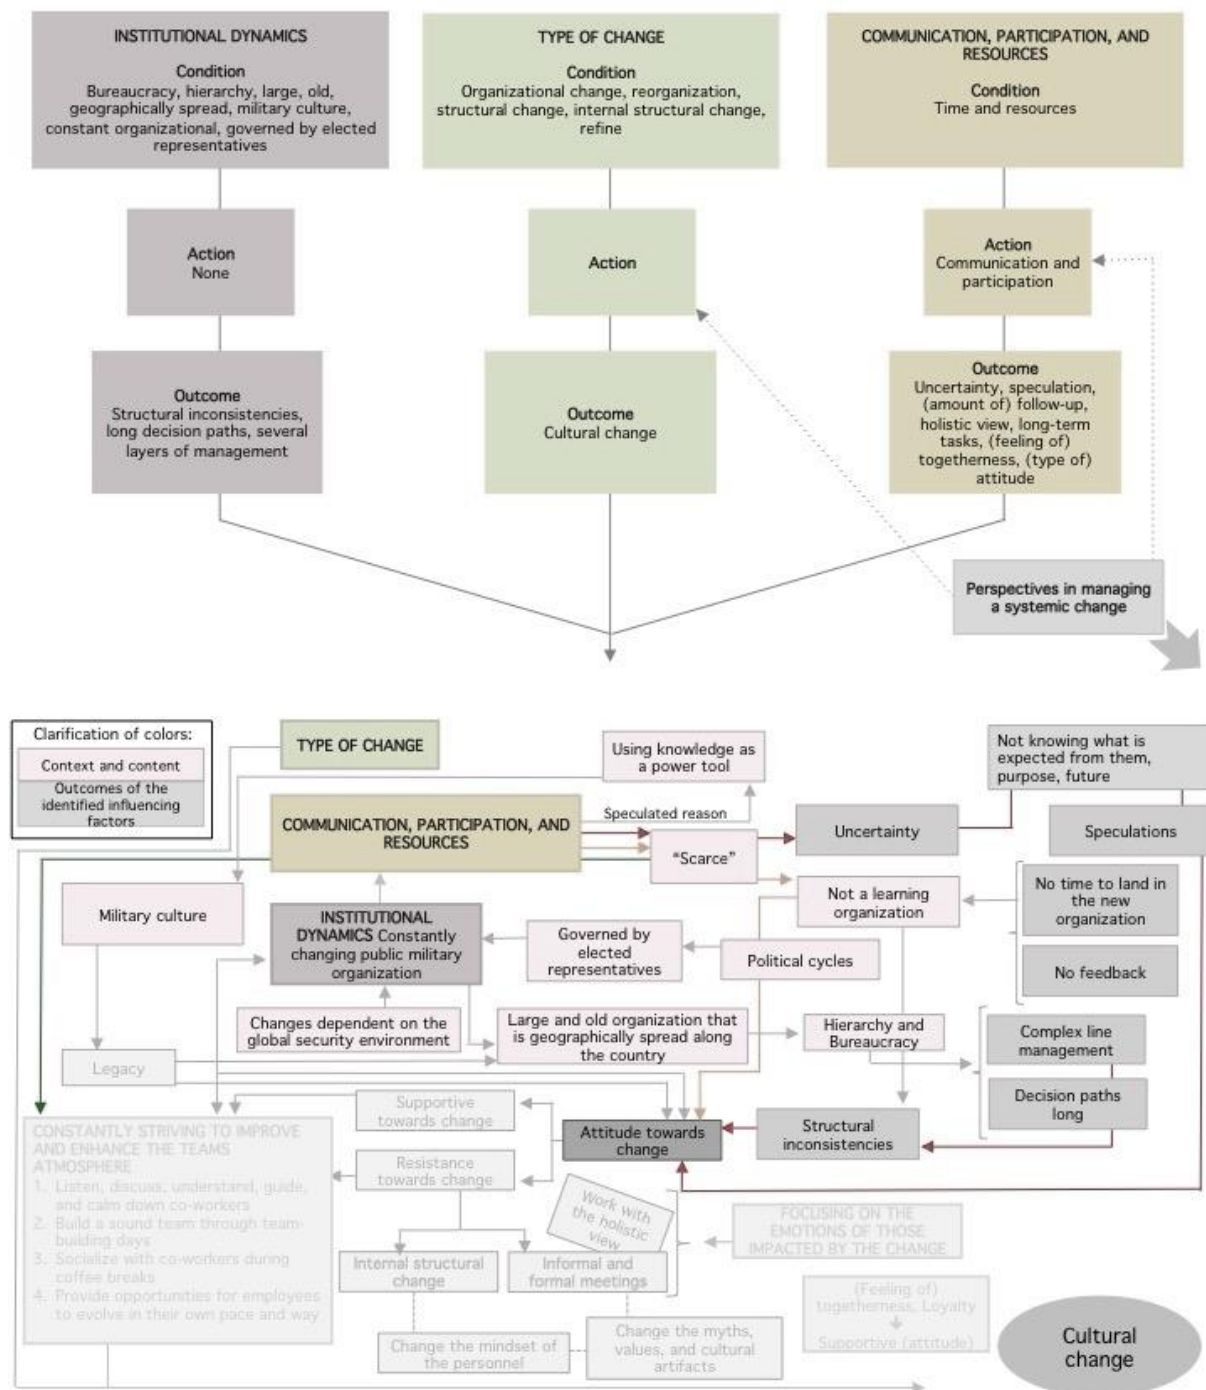 INSTITUTIONAL DYNAMICS
Condition
Bureaucracy, hierarchy, large, old,
geographically spread, military culture,
constant organizational, governed by elected
representatives
TYPE OF CHANGE
Condition
Organizational change, reorganization,
structural change, internal structural change,
refine
COMMUNICATION, PARTICIPATION, AND
RESOURCES
Condition
Time and resources
Action
None
Action
Action
Communication and
participation
Outcome
Structural inconsistencies,
long decision paths, several
layers of management
Outcome
Cultural change
Outcome
Uncertainty, speculation,
(amount of) follow-up,
holistic view, long-term
tasks, (feeling of)
togetherness, (type of)
attitude
Perspectives in managing
a systemic change
Clarification of colors:
Context and content
Outcomes of the
identified influencing
factors
TYPE OF CHANGE
Using knowledge as
a power tool
Not knowing what is
expected from them,
purpose, future
Speculated reason
COMMUNICATION, PARTICIPATION, AND
RESOURCES
"Scarce"
Uncertainty
Speculations
Military culture
INSTITUTIONAL
DYNAMICS Constantly
changing public military
organization
Governed by
elected
representatives
Political cycles
Not a learning
organization
No time to land in
the new
organization
No feedback
Changes dependent on the
global security environment
Large and old organization that
is geographically spread along
the country
Hierarchy and
Bureaucracy
Complex line
management
Decision paths
long
Legacy
Supportive
towards change
Attitude towards
change
Structural
inconsistencies
CONSTANTLY STRIVING TO IMPROVE
AND ENHANCE THE TEAMS
ATMOSPHERE
1. Listen, discuss, understand, guide,
and calm down co-workers
2. Build a sound team through team-
building days
3. Socialize with co-workers during
coffee breaks
4. Provide opportunities for employees
to evolve in their own pace and way
Resistance
towards change
Work with
the holistic
view
FOCUSING ON THE
EMOTIONS OF THOSE
IMPACTED BY THE CHANGE
Internal structural
change
Informal and
formal meetings
Change the mindset of
the personnel
Change the myths,
values, and cultural
artifacts
(Feeling of)
togetherness, Loyalty
Supportive (attitude)
Cultural
change